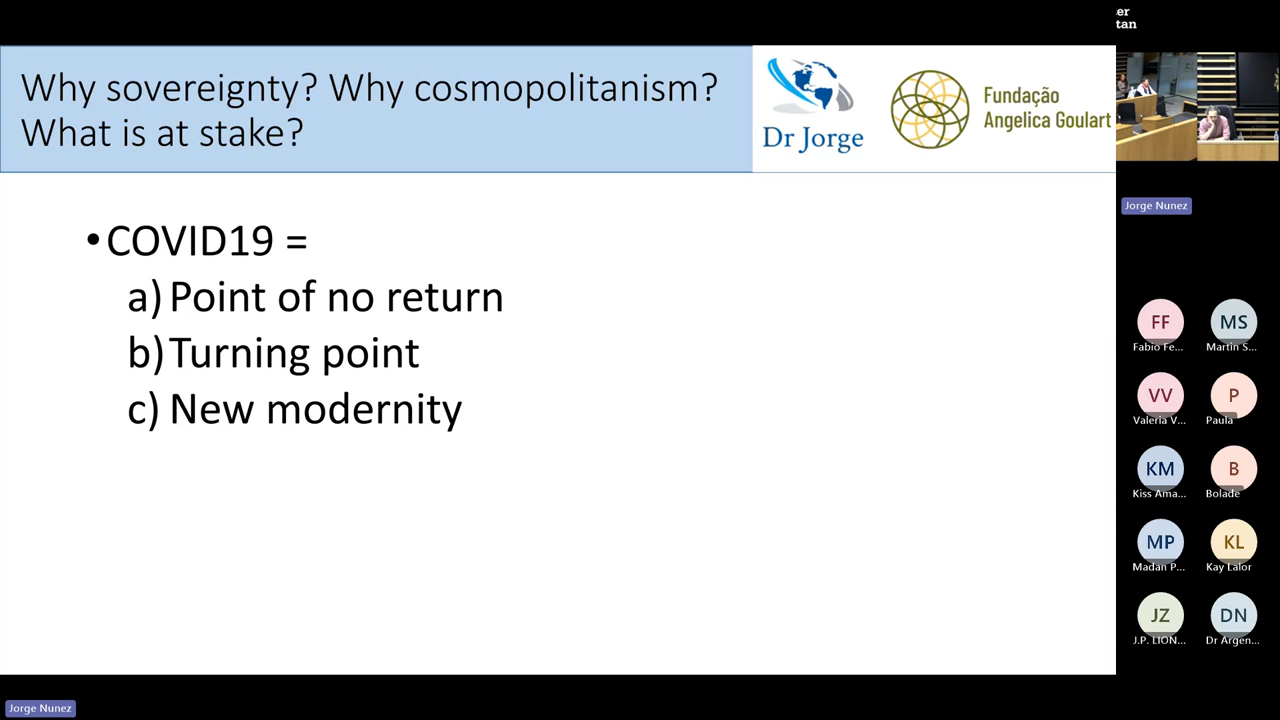 er
tan
Why sovereignty? Why cosmopolitanism?
What is at stake?
Dr Jorge
Fundação
Angelica Goulart
Jorge Nunez
• COVID19 =
a) Point of no return
b) Turning point
c) New modernity
FF
Fabio Fe...
MS
Martin S...
VV
Valeria V...
P
Paula
KM
Kiss Ama...
B
Bolade
MP
Madan P...
KL
Kay Lalor
JZ
J.P. LION...
DN
Dr Argen...
Jorge Nunez